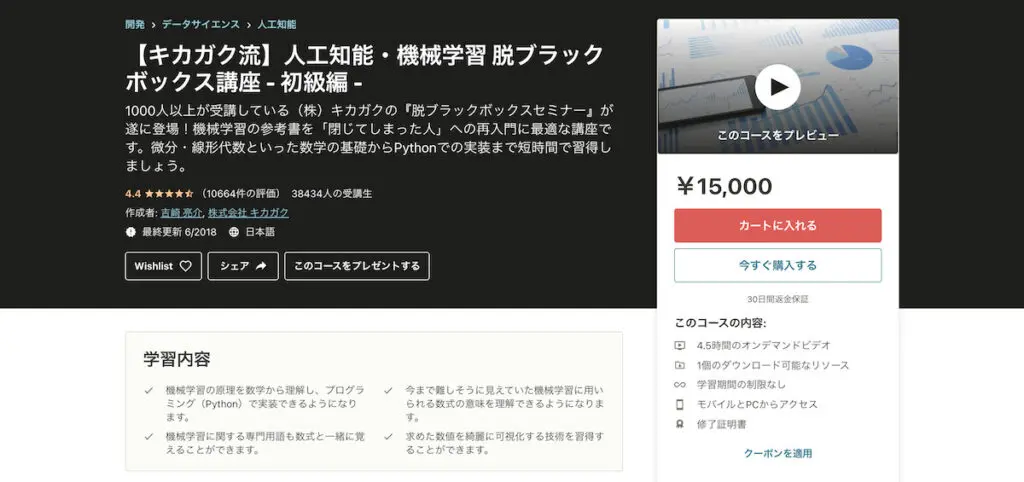 開発 > データサイエンス > 人工知能
【キカガク流】人工知能・機械学習 脱ブラック
ボックス講座 - 初級編 -
1000人以上が受講している（株）キカガクの『脱ブラックボックスセミナー』が
遂に登場！機械学習の参考書を「閉じてしまった人」への再入門に最適な講座で
す。微分・線形代数といった数学の基礎からPythonでの実装まで短時間で習得し
ましょう。
4.4 （10664件の評価） 38434人の受講生
作成者: 吉崎 亮介, 株式会社 キカガク
最終更新 6/2018 日本語
Wishlist シェア このコースをプレゼントする
このコースをプレビュー
￥15,000
カートに入れる
今すぐ購入する
30日間返金保証
このコースの内容:
4.5時間のオンデマンドビデオ
1個のダウンロード可能なリソース
学習期間の制限なし
モバイルとPCからアクセス
修了証明書
クーポンを適用
学習内容
機械学習の原理を数学から理解し、プログラ
ミング（Python）で実装できるようになり
ます。
今まで難しそうに見えていた機械学習に用い
られる数式の意味を理解できるようになりま
す。
機械学習に関する専門用語も数式と一緒に覚
えることができます。
求めた数値を綺麗に可視化する技術を習得す
ることができます。